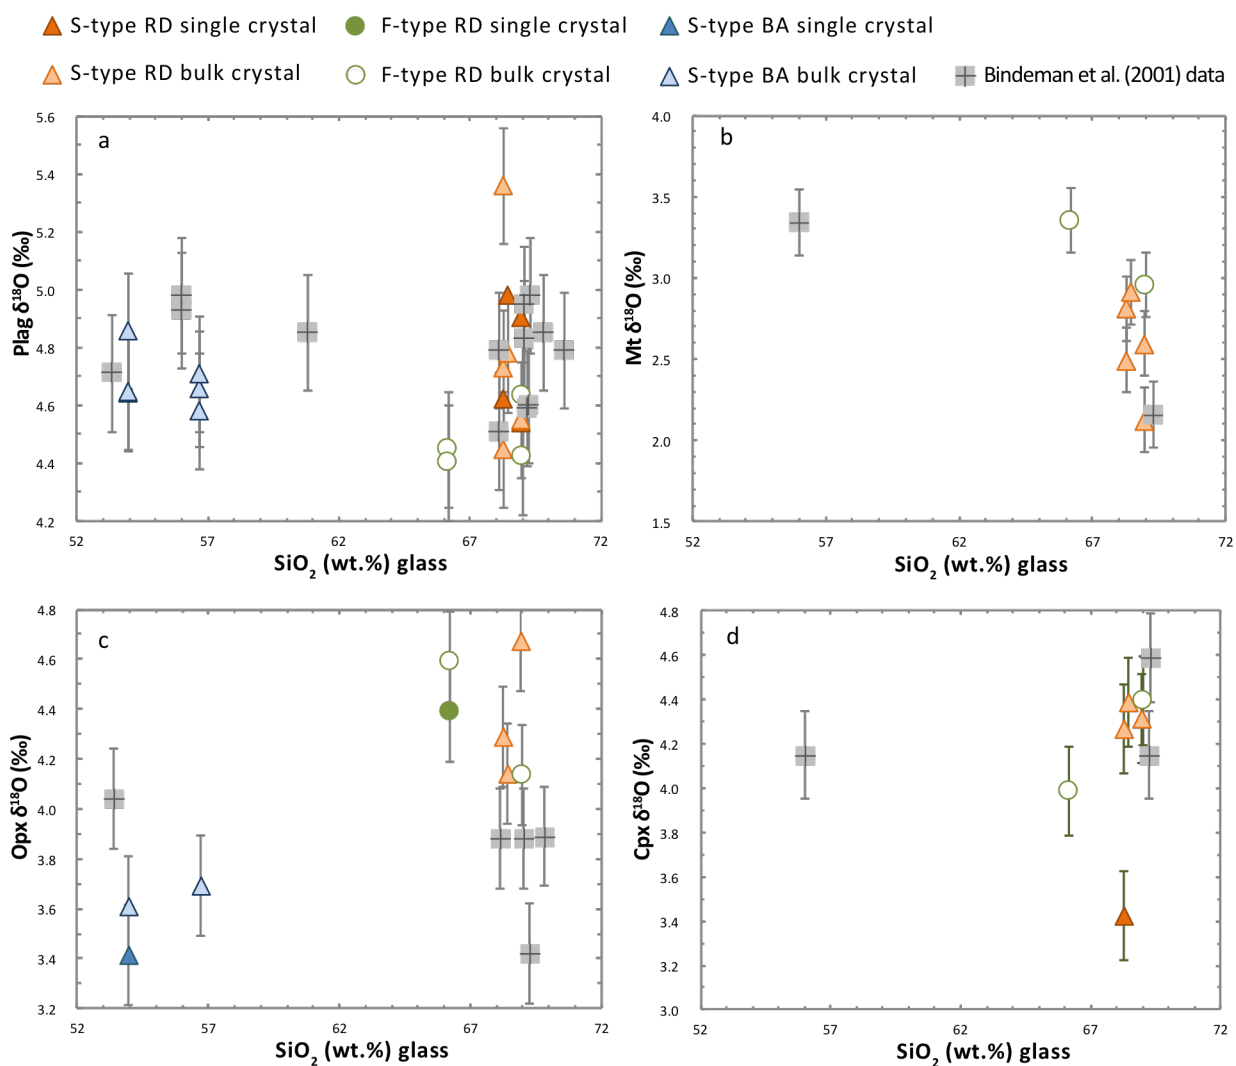 S-type RD single crystal F-type RD single crystal S-type BA single crystal
S-type RD bulk crystal F-type RD bulk crystal S-type BA bulk crystal Bindeman et al. (2001) data
a
Plag δ¹⁸O (‰)
5.6
5.4
5.2
5.0
4.8
4.6
4.4
4.2
52 57 62 67 72
SiO₂ (wt.%) glass
b
Mt δ¹⁸O (‰)
4.0
3.5
3.0
2.5
2.0
1.5
52 57 62 67 72
SiO₂ (wt.%) glass
c
Opx δ¹⁸O (‰)
4.8
4.6
4.4
4.2
4.0
3.8
3.6
3.4
3.2
52 57 62 67 72
SiO₂ (wt.%) glass
d
Cpx δ¹⁸O (‰)
4.8
4.6
4.4
4.2
4.0
3.8
3.6
3.4
3.2
3.0
52 57 62 67 72
SiO₂ (wt.%) glass